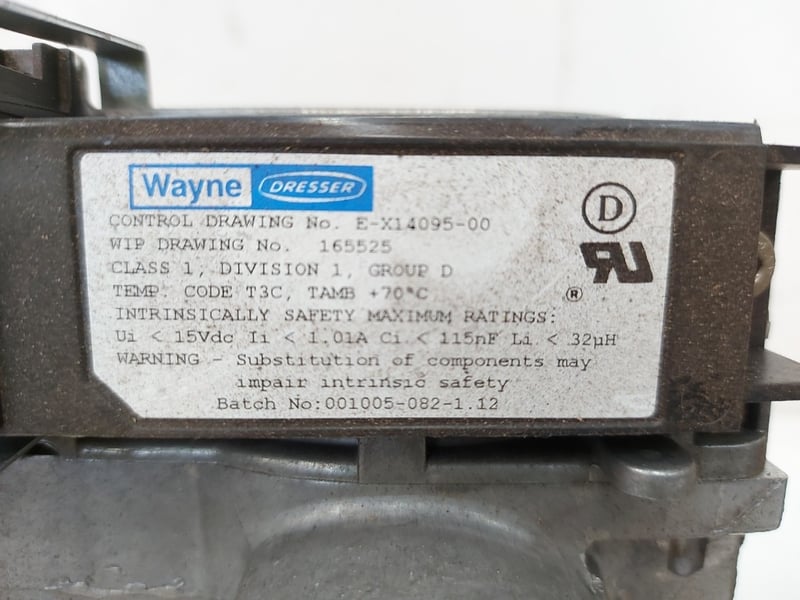 Wayne DRESSER
CONTROL DRAWING No. E-X14095-00
WIP DRAWING No. 165525
CLASS 1, DIVISION 1, GROUP D
TEMP. CODE T3C, TAMB +70°C
INTRINSICALLY SAFETY MAXIMUM RATINGS:
Ui < 15Vdc Ii < 1.01A Ci < 115nF Li < 32µH
WARNING - Substitution of components may
impair intrinsic safety
Batch No:001005-082-1.12
D
RU
®